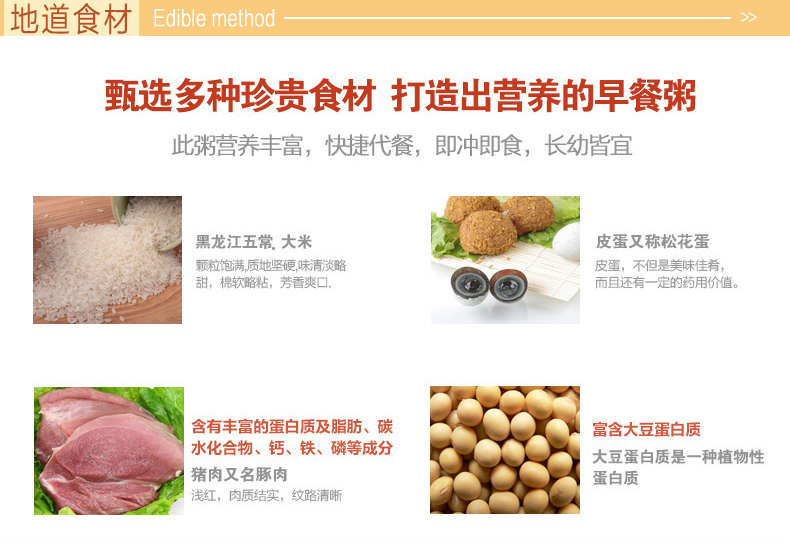 地道食材 Edible method >>
甄选多种珍贵食材 打造出营养的早餐粥
此粥营养丰富，快捷代餐，即冲即食，长幼皆宜
黑龙江五常, 大米
颗粒饱满,质地坚硬,味清淡略
甜，棉软略粘，芳香爽口.
皮蛋又称松花蛋
皮蛋，不但是美味佳肴，
而且还有一定的药用价值。
含有丰富的蛋白质及脂肪、碳
水化合物、钙、铁、磷等成分
猪肉又名豚肉
浅红，肉质结实，纹路清晰
富含大豆蛋白质
大豆蛋白质是一种植物性
蛋白质